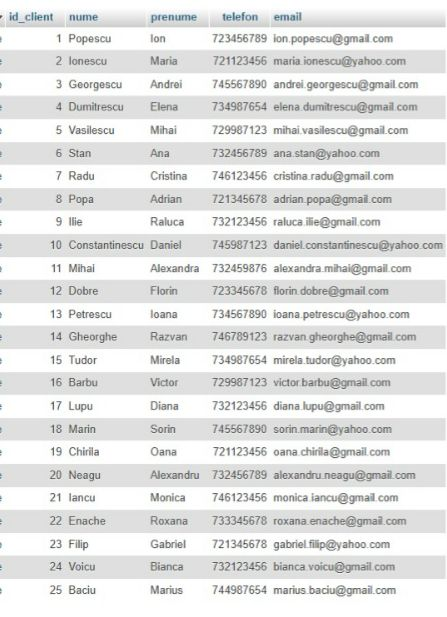 id_client nume prenume telefon email
1 Popescu Ion 723456789 ion.popescu@gmail.com
2 Ionescu Maria 721123456 maria.ionescu@yahoo.com
3 Georgescu Andrei 745567890 andrei.georgescu@gmail.com
4 Dumitrescu Elena 734987654 elena.dumitrescu@gmail.com
5 Vasilescu Mihai 729987123 mihai.vasilescu@gmail.com
6 Stan Ana 732456789 ana.stan@yahoo.com
7 Radu Cristina 746123456 cristina.radu@gmail.com
8 Popa Adrian 721345678 adrian.popa@gmail.com
9 Ilie Raluca 732123456 raluca.ilie@gmail.com
10 Constantinescu Daniel 745987123 daniel.constantinescu@yahoo.com
11 Mihai Alexandra 732459876 alexandra.mihai@gmail.com
12 Dobre Florin 723345678 florin.dobre@gmail.com
13 Petrescu Ioana 734567890 ioana.petrescu@yahoo.com
14 Gheorghe Razvan 746789123 razvan.gheorghe@gmail.com
15 Tudor Mirela 734987654 mirela.tudor@yahoo.com
16 Barbu Victor 729987123 victor.barbu@gmail.com
17 Lupu Diana 732123456 diana.lupu@gmail.com
18 Marin Sorin 745567890 sorin.marin@yahoo.com
19 Chirila Oana 721123456 oana.chirila@gmail.com
20 Neagu Alexandru 732456789 alexandru.neagu@gmail.com
21 Iancu Monica 746123456 monica.iancu@gmail.com
22 Enache Roxana 733345678 roxana.enache@gmail.com
23 Filip Gabriel 721345678 gabriel.filip@yahoo.com
24 Voicu Bianca 732123456 bianca.voicu@gmail.com
25 Baciu Marius 744987654 marius.baciu@gmail.com